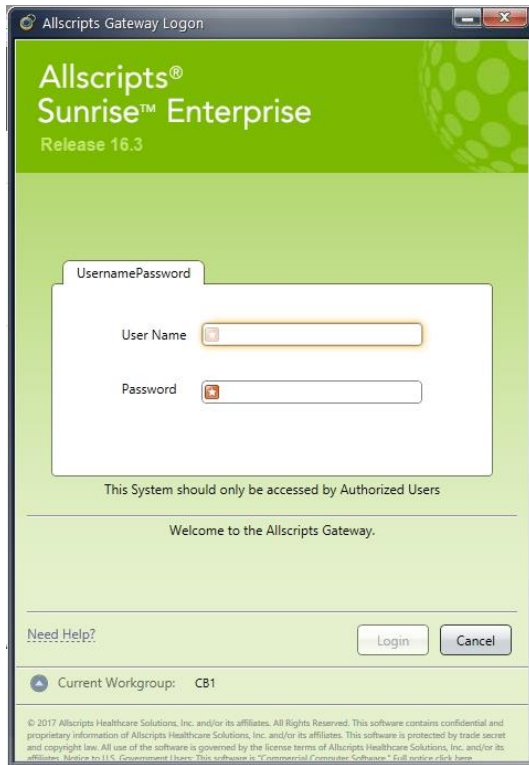 Allscripts Gateway Logon
Allscripts®
Sunrise™ Enterprise
Release 16.3
UsernamePassword
User Name
Password
This System should only be accessed by Authorized Users
Welcome to the Allscripts Gateway.
Need Help?
Login
Cancel
Current Workgroup: CB1
© 2017 Allscripts Healthcare Solutions, Inc. and/or its affiliates. All Rights Reserved. This software contains confidential and
proprietary information of Allscripts Healthcare Solutions, Inc. and/or its affiliates. This software is protected by trade secret
and copyright law. All use of the software is governed by the license terms of Allscripts Healthcare Solutions, Inc. and/or its
affiliates. Notice to U.S. Government Users: This software is "Commercial Computer Software." Full notice click here